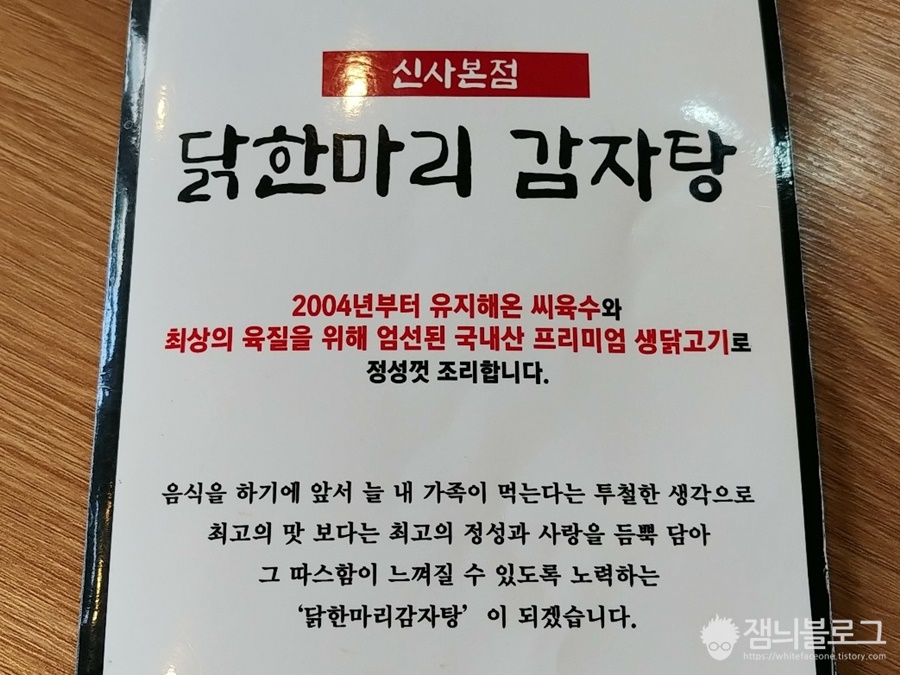 신사본점
닭한마리 감자탕
2004년부터 유지해온 씨육수와
최상의 육질을 위해 엄선된 국내산 프리미엄 생닭고기로
정성껏 조리합니다.
음식을 하기에 앞서 늘 내 가족이 먹는다는 투철한 생각으로
최고의 맛 보다는 최고의 정성과 사랑을 듬뿍 담아
그 따스함이 느껴질 수 있도록 노력하는
‘닭한마리감자탕’ 이 되겠습니다.
잼늬블로그
https://whitefaceone.tistory.com